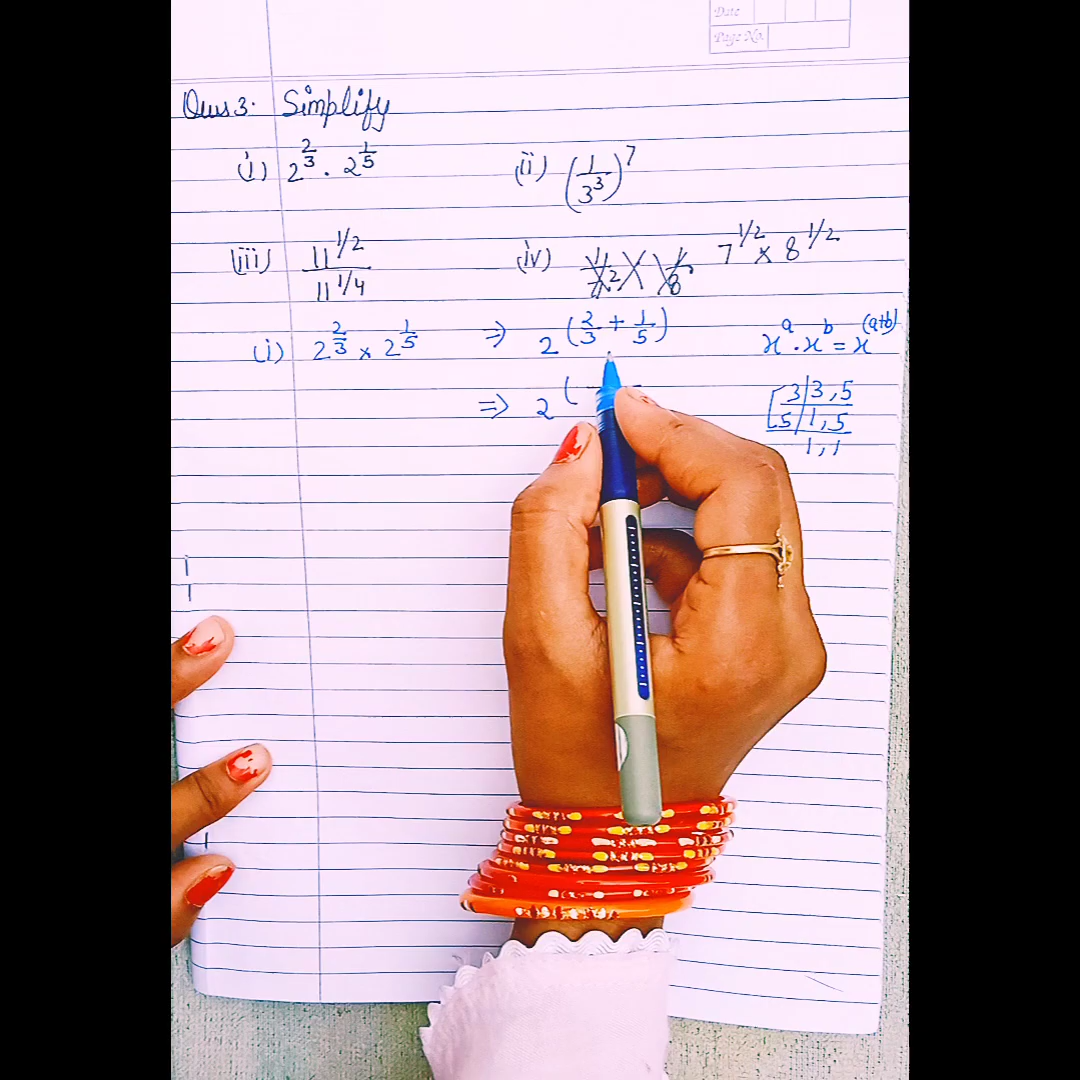 Date
Page No.
Ques 3. Simplify
(i) 2^(2/3) . 2^(1/5) (ii) (1/3^3)^7
(iii) 11^1/2 / 11^1/4 (iv) 7^1/2 x 8^1/2
(i) 2^(2/3) x 2^(1/5) ⇒ 2^(2/3 + 1/5) x^a . x^b = x^(a+b)
⇒ 2^( 3 | 3 , 5
5 | 1 , 5
1 , 1